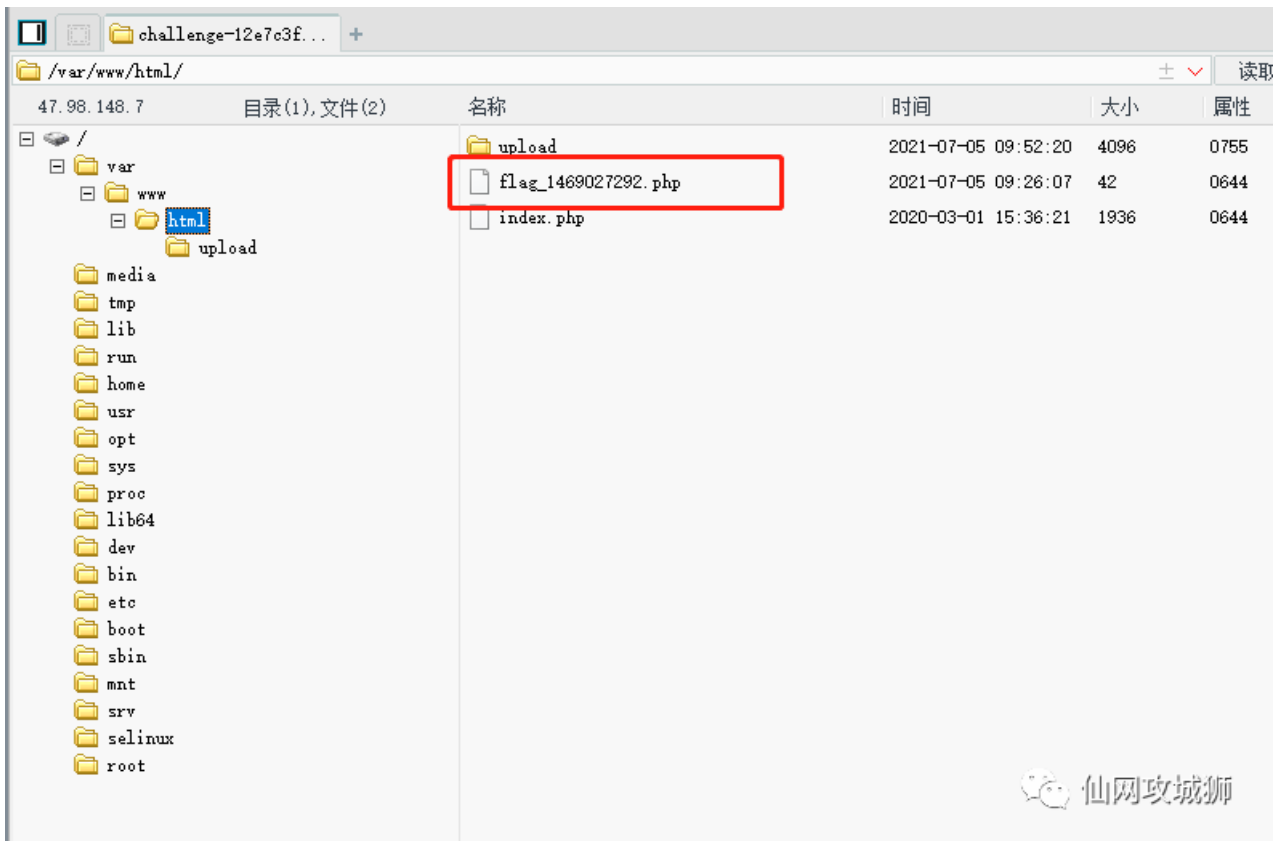 challenge-12e7c3f... +
/var/www/html/ 读取
47.98.148.7 目录(1),文件(2) 名称 时间 大小 属性
/
var
www
html
upload
media
tmp
lib
run
home
usr
opt
sys
proc
lib64
dev
bin
etc
boot
sbin
mnt
srv
selinux
root
upload 2021-07-05 09:52:20 4096 0755
flag_1469027292.php 2021-07-05 09:26:07 42 0644
index.php 2020-03-01 15:36:21 1936 0644
仙网攻城狮